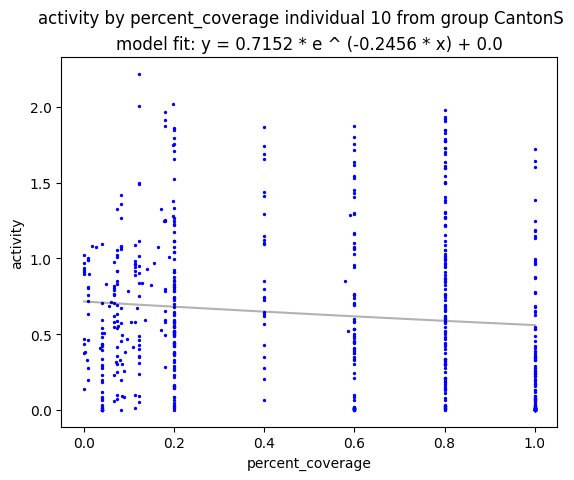 activity by percent_coverage individual 10 from group CantonS
model fit: y = 0.7152 * e ^ (-0.2456 * x) + 0.0
2.0
1.5
1.0
0.5
0.0
activity
0.0 0.2 0.4 0.6 0.8 1.0
percent_coverage